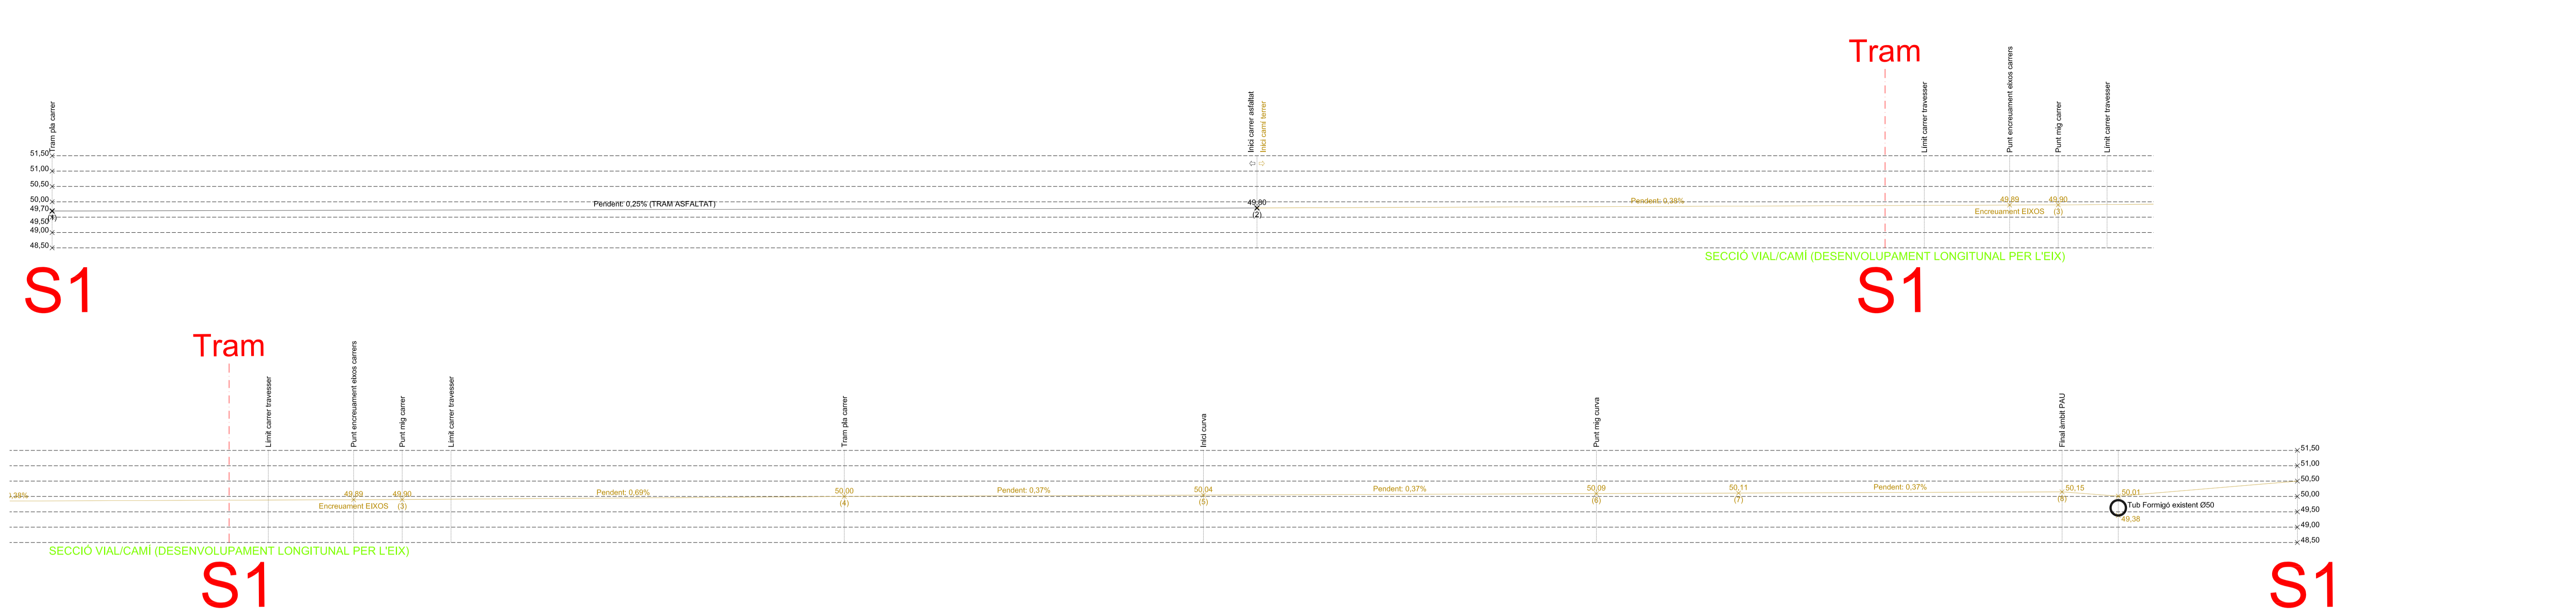 Tram
Tram pla carrer
Inici carrer asfaltat
Inici camí terrer
Límit carrer travesser
Punt encreuament eixos carrers
Punt mig carrer
Límit carrer travesser
51,50
51,00
50,50
50,00
49,70
(1)
49,50
49,00
48,50
Pendent: 0,25% (TRAM ASFALTAT)
49,80
(2)
Pendent: 0,38%
49,89
49,90
Encreuament EIXOS
(3)
SECCIÓ VIAL/CAMÍ (DESENVOLUPAMENT LONGITUNAL PER L'EIX)
S1
S1
Tram
Límit carrer travesser
Punt encreuament eixos carrers
Punt mig carrer
Límit carrer travesser
Tram pla carrer
Inici curva
Punt mig curva
Final àmbit PAU
,38%
49,89
49,90
Encreuament EIXOS
(3)
Pendent: 0,69%
50,00
(4)
Pendent: 0,37%
50,04
(5)
Pendent: 0,37%
50,09
(6)
50,11
(7)
Pendent: 0,37%
50,15
(8)
50,01
Tub Formigó existent Ø50
49,38
51,50
51,00
50,50
50,00
49,50
49,00
48,50
SECCIÓ VIAL/CAMÍ (DESENVOLUPAMENT LONGITUNAL PER L'EIX)
S1
S1